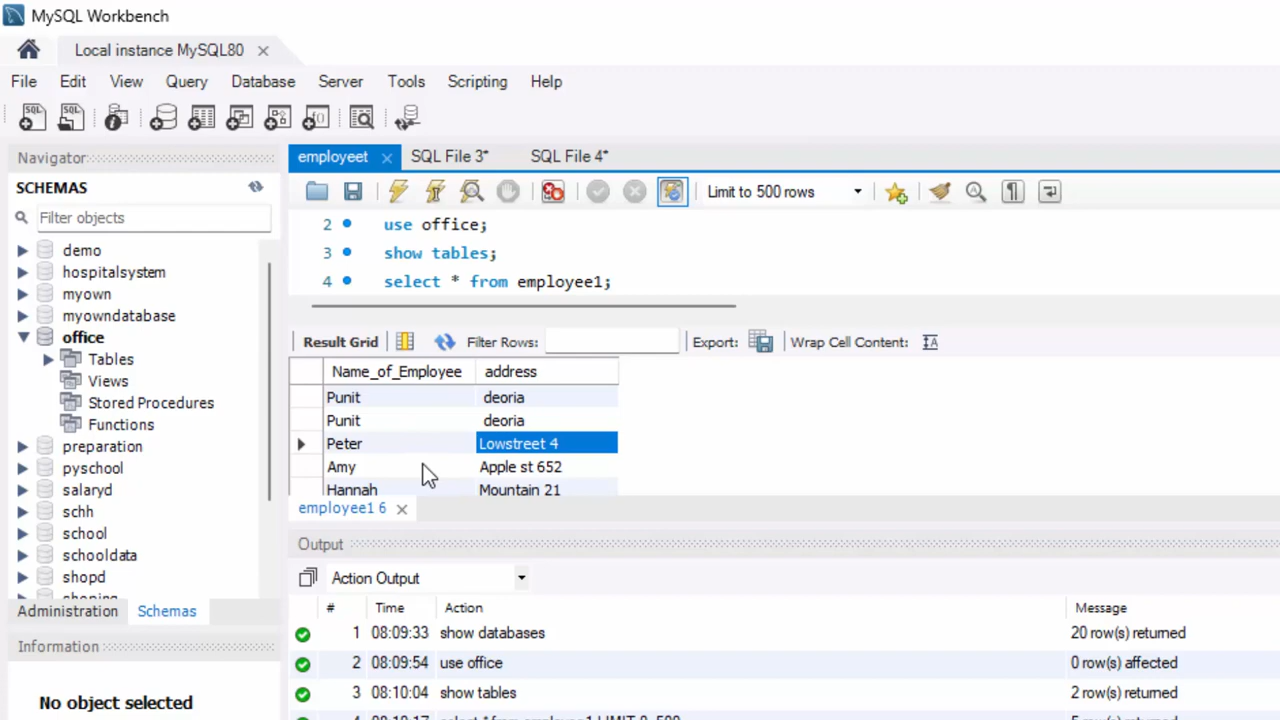 MySQL Workbench
Local instance MySQL80
File Edit View Query Database Server Tools Scripting Help
Navigator
SCHEMAS
Filter objects
demo
hospitalsystem
myown
myowndatabase
office
Tables
Views
Stored Procedures
Functions
preparation
pyschool
salaryd
schh
school
schooldata
shopd
Administration Schemas
Information
No object selected
employeet SQL File 3* SQL File 4*
Limit to 500 rows
2 use office;
3 show tables;
4 select * from employee1;
Result Grid Filter Rows: Export: Wrap Cell Content:
Name_of_Employee address
Punit deoria
Punit deoria
Peter Lowstreet 4
Amy Apple st 652
Hannah Mountain 21
employee1 6
Output
Action Output
# Time Action Message
1 08:09:33 show databases 20 row(s) returned
2 08:09:54 use office 0 row(s) affected
3 08:10:04 show tables 2 row(s) returned